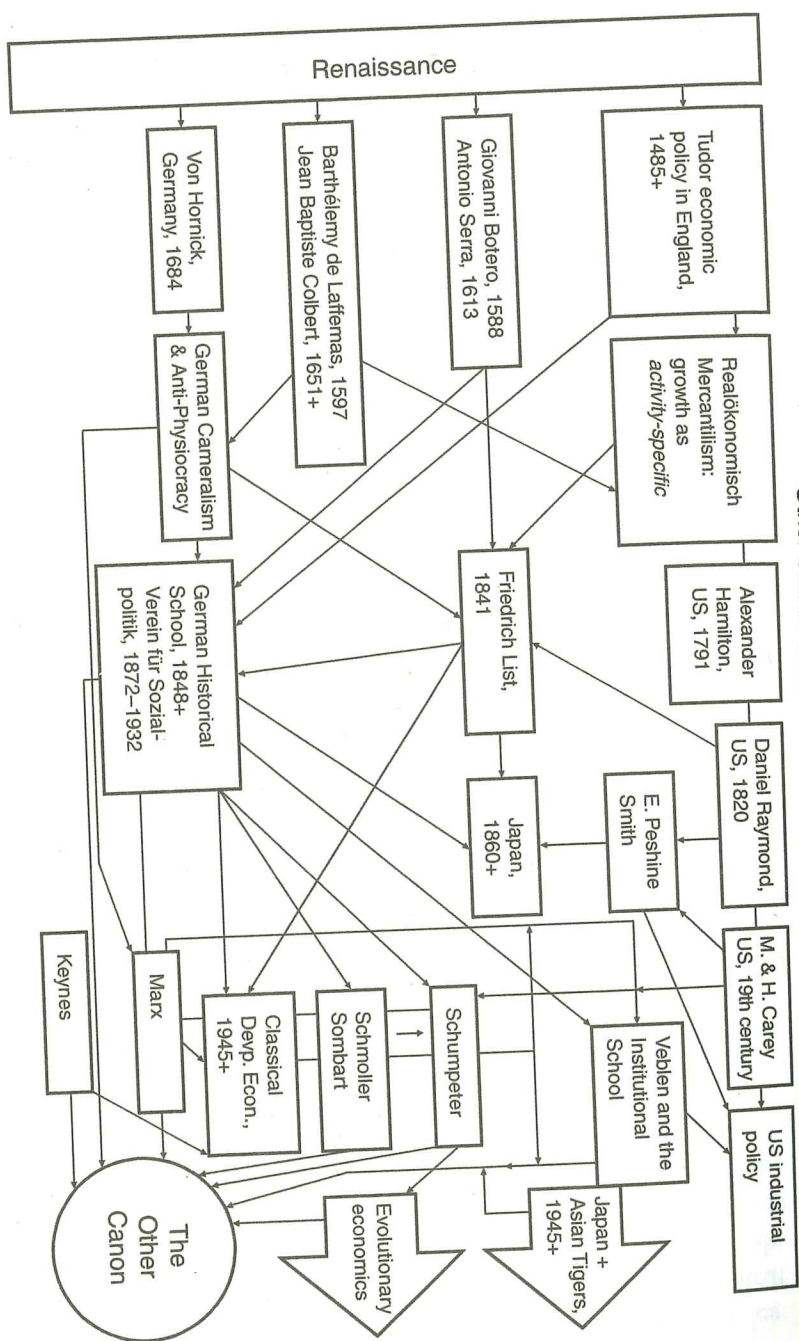 Renaissance
Tudor economic
policy in England,
1485+
Realökonomisch
Mercantilism:
growth as
activity-specific
Alexander
Hamilton,
US, 1791
Daniel Raymond,
US, 1820
M. & H. Carey
US, 19th century
US industrial
policy
Giovanni Botero, 1588
Antonio Serra, 1613
Friedrich List,
1841
E. Peshine
Smith
Japan,
1860+
Veblen and the
Institutional
School
Japan +
Asian Tigers,
1945+
Barthélemy de Laffemas, 1597
Jean Baptiste Colbert, 1651+
Schumpeter
Schmoller
Sombart
Classical
Devp. Econ.,
1945+
Evolutionary
economics
Von Hornick,
Germany, 1684
German Cameralism
& Anti-Physiocracy
German Historical
School, 1848+
Verein für Sozial-
politik, 1872–1932
Marx
Keynes
The
Other
Canon